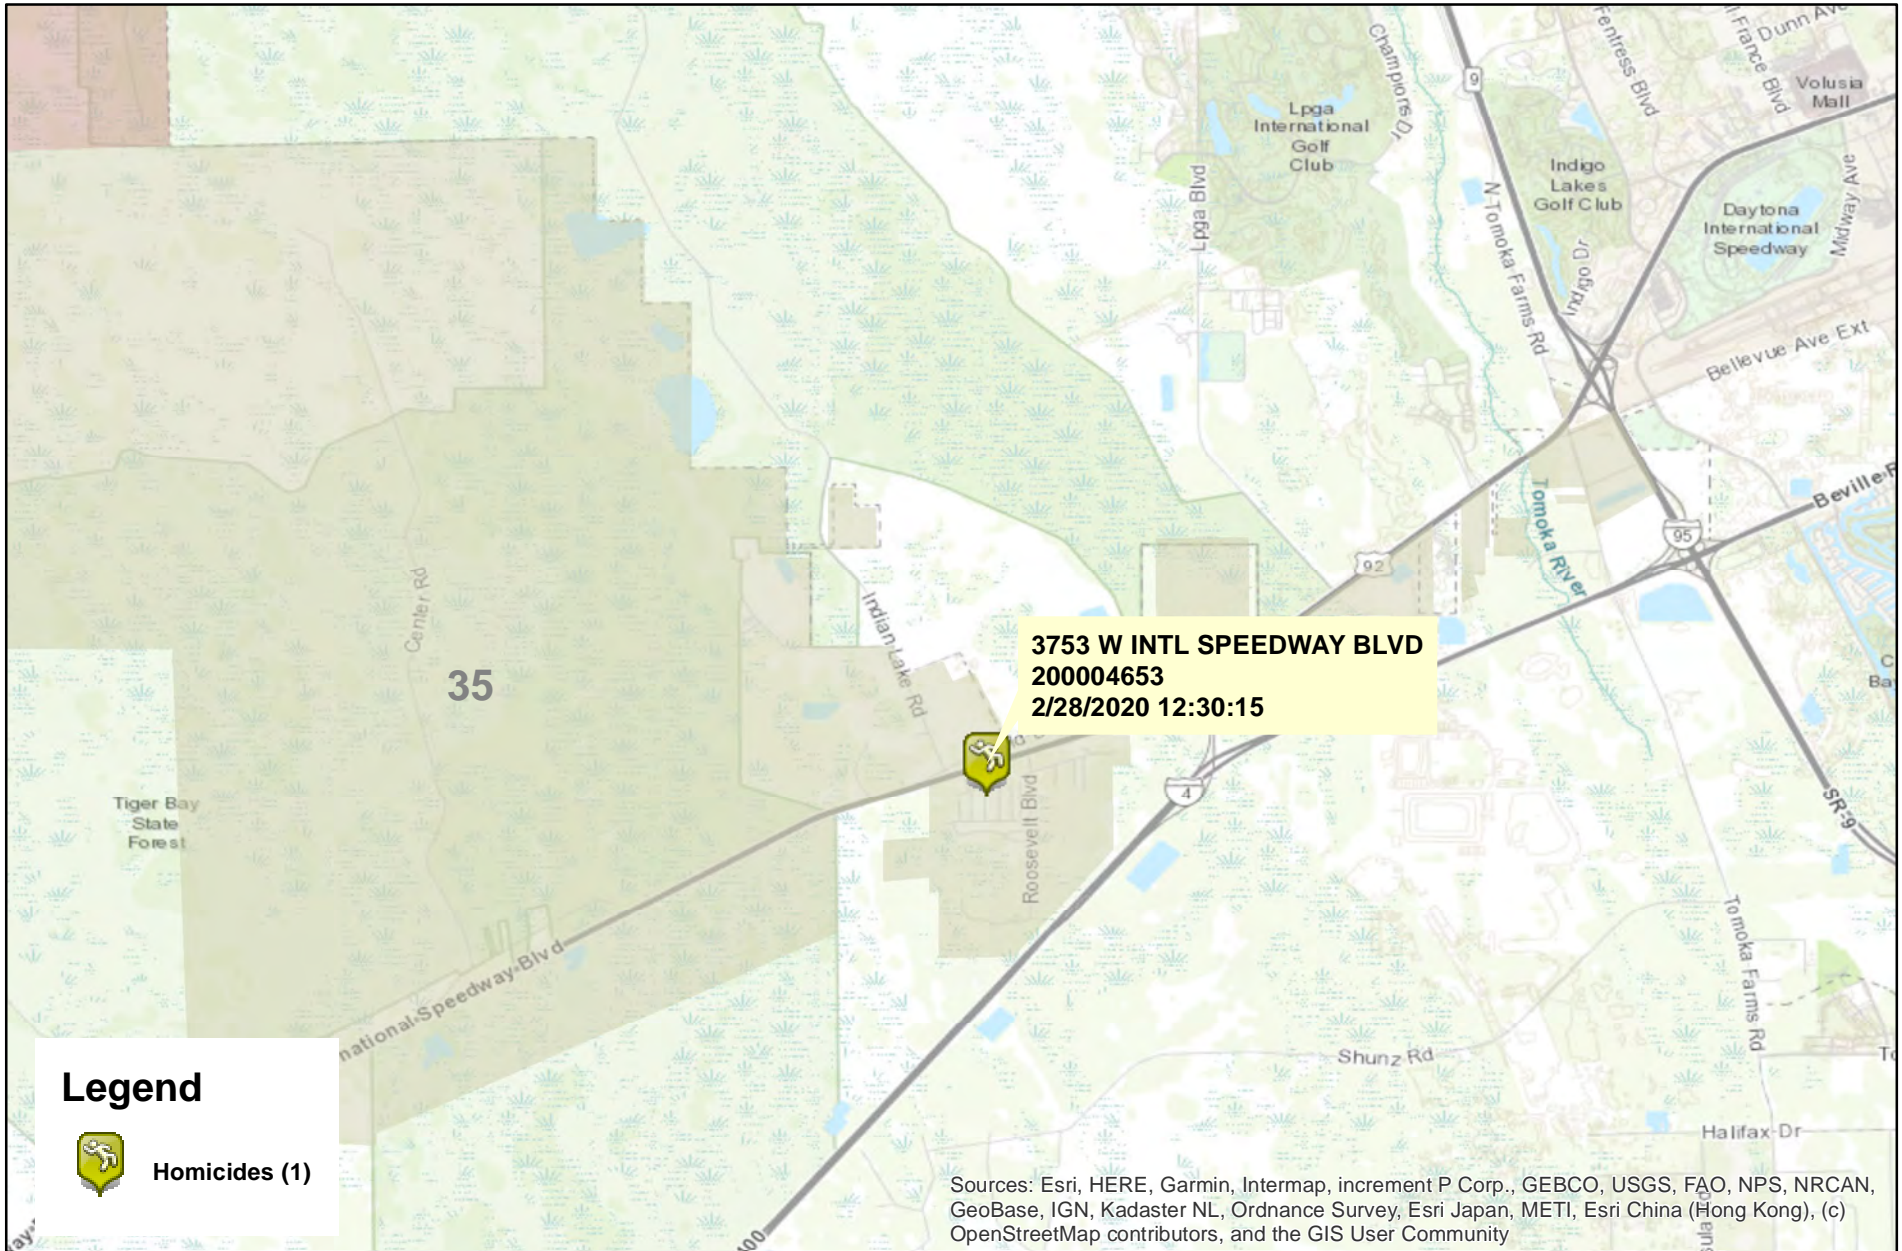 Champions Dr
9
Fentress Blvd
France Blvd
Dunn Ave
Volusia
Mall
Lpga
International
Golf
Club
Lpga Blvd
Indigo
Lakes
Golf Club
N Tomoka Farms Rd
Indigo Dr
Daytona
International
Speedway
Midway Ave
Bellevue Ave Ext
Beville R
95
Tomoka River
92
Center Rd
35
Indian Lake Rd
3753 W INTL SPEEDWAY BLVD
200004653
2/28/2020 12:30:15
Roosevelt Blvd
4
SR-9
Tiger Bay
State
Forest
national-Speedway-Blvd
Tomoka Farms Rd
Shunz Rd
Halifax Dr
Legend
Homicides (1)
Sources: Esri, HERE, Garmin, Intermap, increment P Corp., GEBCO, USGS, FAO, NPS, NRCAN,
GeoBase, IGN, Kadaster NL, Ordnance Survey, Esri Japan, METI, Esri China (Hong Kong), (c)
OpenStreetMap contributors, and the GIS User Community